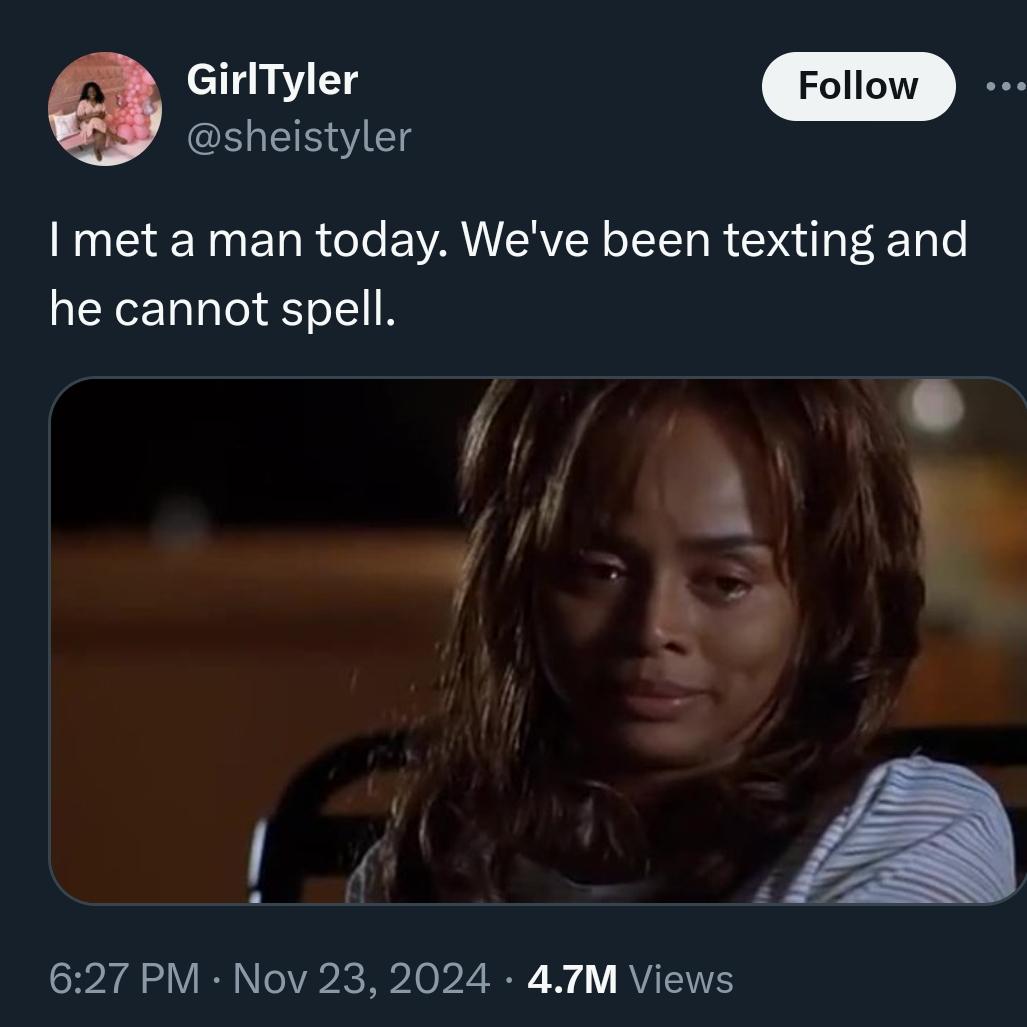 GirlTyler
Follow
@sheistyler
I met a man today. We've been texting and
he cannot spell.
6:27 PM · Nov 23, 2024 · 4.7M Views